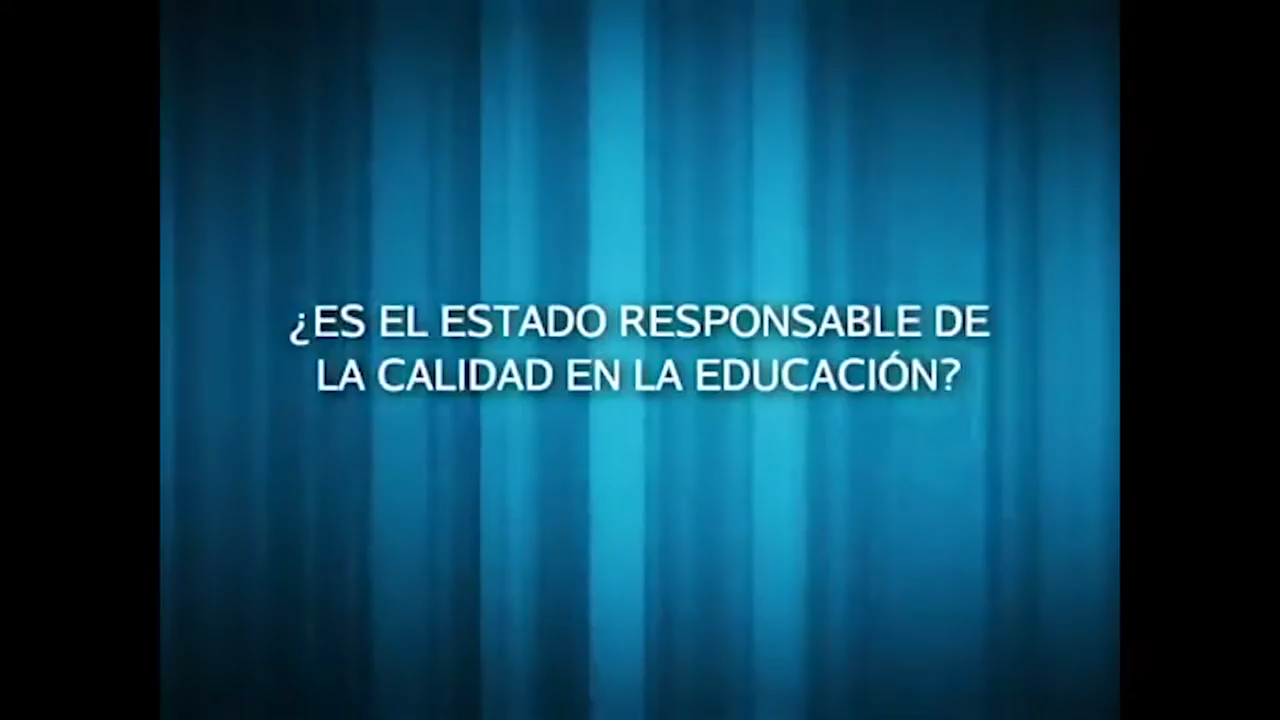 ¿ES EL ESTADO RESPONSABLE DE
LA CALIDAD EN LA EDUCACIÓN?